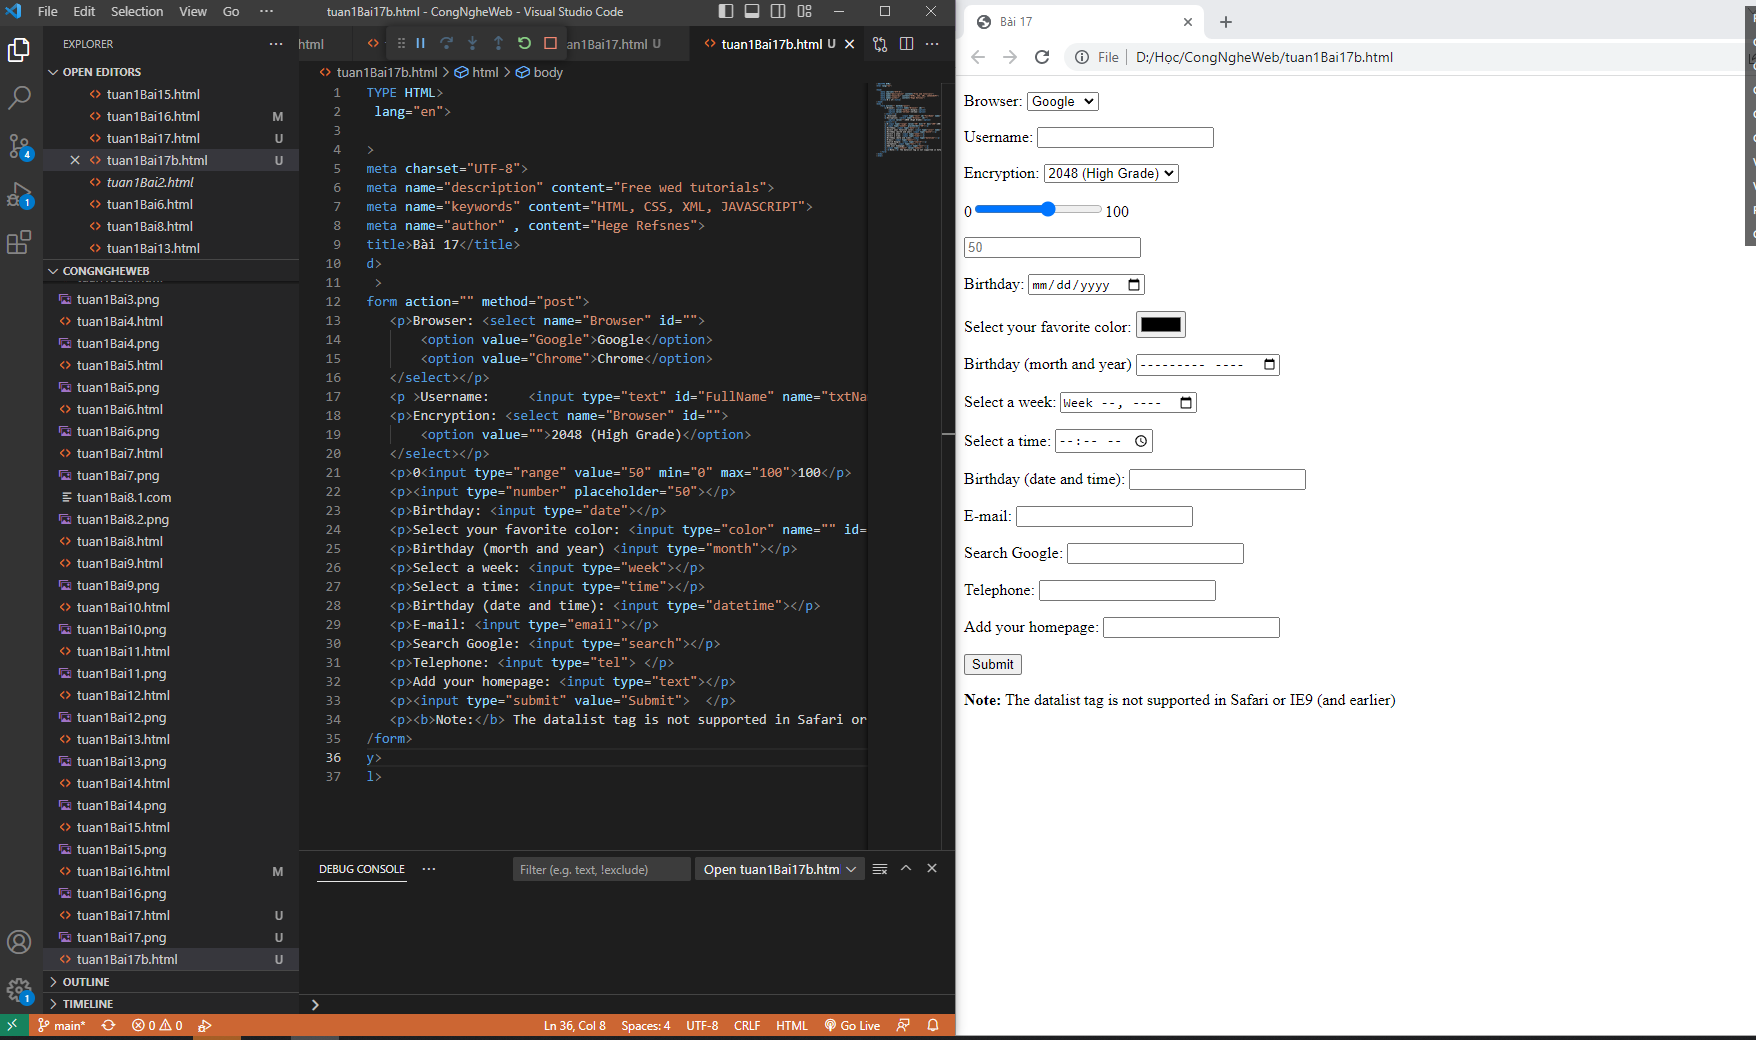 File Edit Selection View Go ··· tuan1Bai17b.html - CongNgheWeb - Visual Studio Code
EXPLORER ···
OPEN EDITORS
tuan1Bai15.html
tuan1Bai16.html M
tuan1Bai17.html U
tuan1Bai17b.html U
tuan1Bai2.html
tuan1Bai6.html
tuan1Bai8.html
tuan1Bai13.html
CONGNGHEWEB
tuan1Bai3.png
tuan1Bai4.html
tuan1Bai4.png
tuan1Bai5.html
tuan1Bai5.png
tuan1Bai6.html
tuan1Bai6.png
tuan1Bai7.html
tuan1Bai7.png
tuan1Bai8.1.com
tuan1Bai8.2.png
tuan1Bai8.html
tuan1Bai9.html
tuan1Bai9.png
tuan1Bai10.html
tuan1Bai10.png
tuan1Bai11.html
tuan1Bai11.png
tuan1Bai12.html
tuan1Bai12.png
tuan1Bai13.html
tuan1Bai13.png
tuan1Bai14.html
tuan1Bai14.png
tuan1Bai15.html
tuan1Bai15.png
tuan1Bai16.html M
tuan1Bai16.png
tuan1Bai17.html U
tuan1Bai17.png U
tuan1Bai17b.html U
OUTLINE
TIMELINE
4
1
1
html an1Bai17.html U tuan1Bai17b.html U
tuan1Bai17b.html > html > body
1 TYPE HTML>
2 lang="en">
3
4 >
5 meta charset="UTF-8">
6 meta name="description" content="Free wed tutorials">
7 meta name="keywords" content="HTML, CSS, XML, JAVASCRIPT">
8 meta name="author" , content="Hege Refsnes">
9 title>Bài 17</title>
10 d>
11 >
12 form action="" method="post">
13 <p>Browser: <select name="Browser" id="">
14 <option value="Google">Google</option>
15 <option value="Chrome">Chrome</option>
16 </select></p>
17 <p >Username: <input type="text" id="FullName" name="txtNa
18 <p>Encryption: <select name="Browser" id="">
19 <option value="">2048 (High Grade)</option>
20 </select></p>
21 <p>0<input type="range" value="50" min="0" max="100">100</p>
22 <p><input type="number" placeholder="50"></p>
23 <p>Birthday: <input type="date"></p>
24 <p>Select your favorite color: <input type="color" name="" id=
25 <p>Birthday (morth and year) <input type="month"></p>
26 <p>Select a week: <input type="week"></p>
27 <p>Select a time: <input type="time"></p>
28 <p>Birthday (date and time): <input type="datetime"></p>
29 <p>E-mail: <input type="email"></p>
30 <p>Search Google: <input type="search"></p>
31 <p>Telephone: <input type="tel"> </p>
32 <p>Add your homepage: <input type="text"></p>
33 <p><input type="submit" value="Submit"> </p>
34 <p><b>Note:</b> The datalist tag is not supported in Safari or
35 /form>
36 y>
37 l>
DEBUG CONSOLE ··· Filter (e.g. text, !exclude) Open tuan1Bai17b.htm
main* 0 0 Ln 36, Col 8 Spaces: 4 UTF-8 CRLF HTML Go Live
Bài 17
File D:/Học/CongNgheWeb/tuan1Bai17b.html
Browser: Google
Username:
Encryption: 2048 (High Grade)
0 100
50
Birthday: mm/dd/yyyy
Select your favorite color:
Birthday (morth and year) --------- ----
Select a week: Week --, ----
Select a time: --:-- --
Birthday (date and time):
E-mail:
Search Google:
Telephone:
Add your homepage:
Submit
Note: The datalist tag is not supported in Safari or IE9 (and earlier)